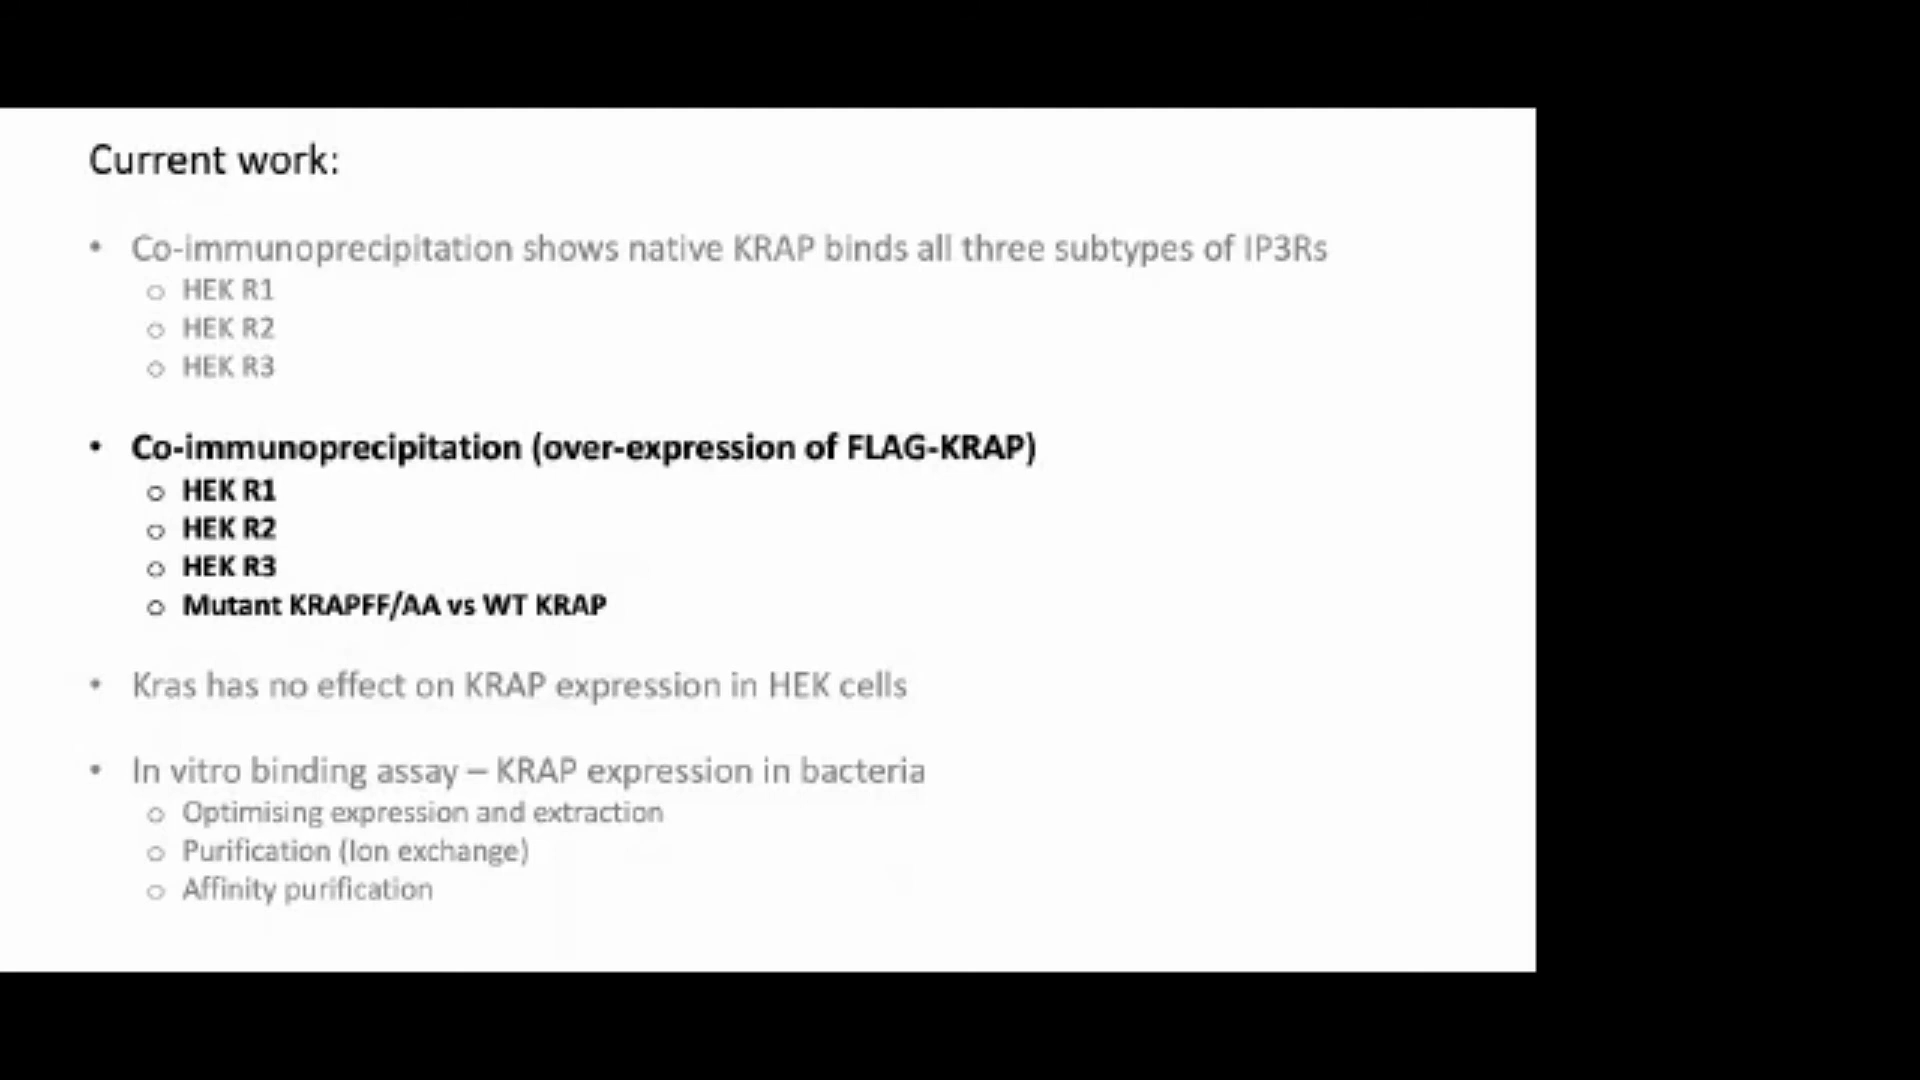 Current work:
• Co-immunoprecipitation shows native KRAP binds all three subtypes of IP3Rs
o HEK R1
o HEK R2
o HEK R3
• Co-immunoprecipitation (over-expression of FLAG-KRAP)
o HEK R1
o HEK R2
o HEK R3
o Mutant KRAPFF/AA vs WT KRAP
• Kras has no effect on KRAP expression in HEK cells
• In vitro binding assay – KRAP expression in bacteria
o Optimising expression and extraction
o Purification (Ion exchange)
o Affinity purification